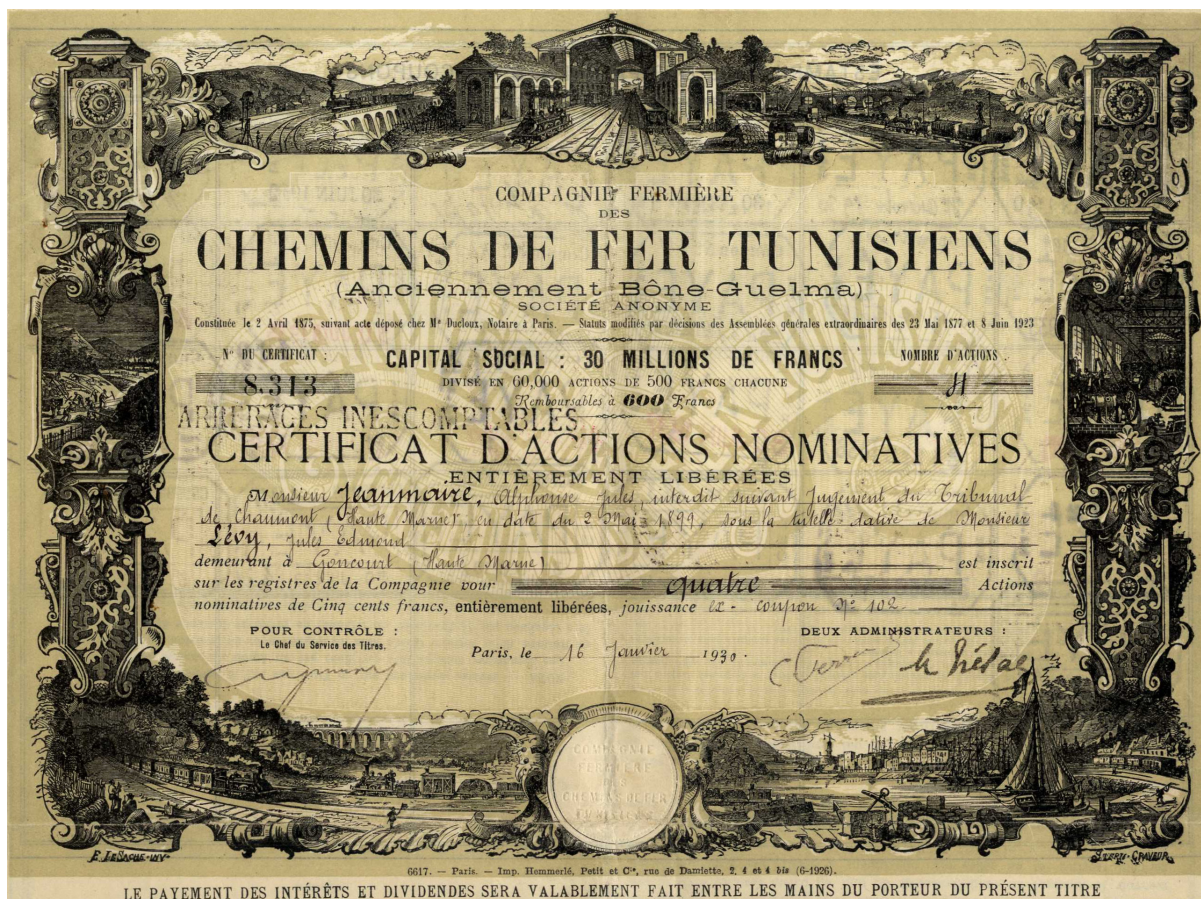 COMPAGNIE FERMIÈRE
DES
CHEMINS DE FER TUNISIENS
(Anciennement Bône-Guelma)
SOCIÉTÉ ANONYME
Constituée le 2 Avril 1875, suivant acte déposé chez Me Ducloux, Notaire à Paris. — Statuts modifiés par décisions des Assemblées générales extraordinaires des 23 Mai 1877 et 8 Juin 1923
No DU CERTIFICAT : CAPITAL SOCIAL : 30 MILLIONS DE FRANCS NOMBRE D'ACTIONS :
8.313 DIVISÉ EN 60,000 ACTIONS DE 500 FRANCS CHACUNE 4
Remboursables à 600 Francs
ARRERAGES INESCOMPTABLES
CERTIFICAT D'ACTIONS NOMINATIVES
ENTIÈREMENT LIBÉRÉES
Monsieur Jeanmaire, Alphonse Jules, interdit suivant Jugement du Tribunal
de Chaumont (Haute Marne) en date du 2 Mai 1899, sous la tutelle dative de Monsieur
Lévy, Jules Edmond
demeurant à Goncourt (Haute Marne) est inscrit
sur les registres de la Compagnie pour quatre Actions
nominatives de Cinq cents francs, entièrement libérées, jouissance ex-coupon No 102
POUR CONTRÔLE : DEUX ADMINISTRATEURS :
Le Chef du Service des Titres.
Paris, le 16 Janvier 1930.
COMPAGNIE
FERMIERE
DES
CHEM. DE FER
TUNISIENS
E. LeSache-inv. Stern-Graveur
6617. — Paris. — Imp. Hemmerlé, Petit et Cie, rue de Damiette, 2, 4 et 4 bis (6-1926).
LE PAYEMENT DES INTÉRÊTS ET DIVIDENDES SERA VALABLEMENT FAIT ENTRE LES MAINS DU PORTEUR DU PRÉSENT TITRE